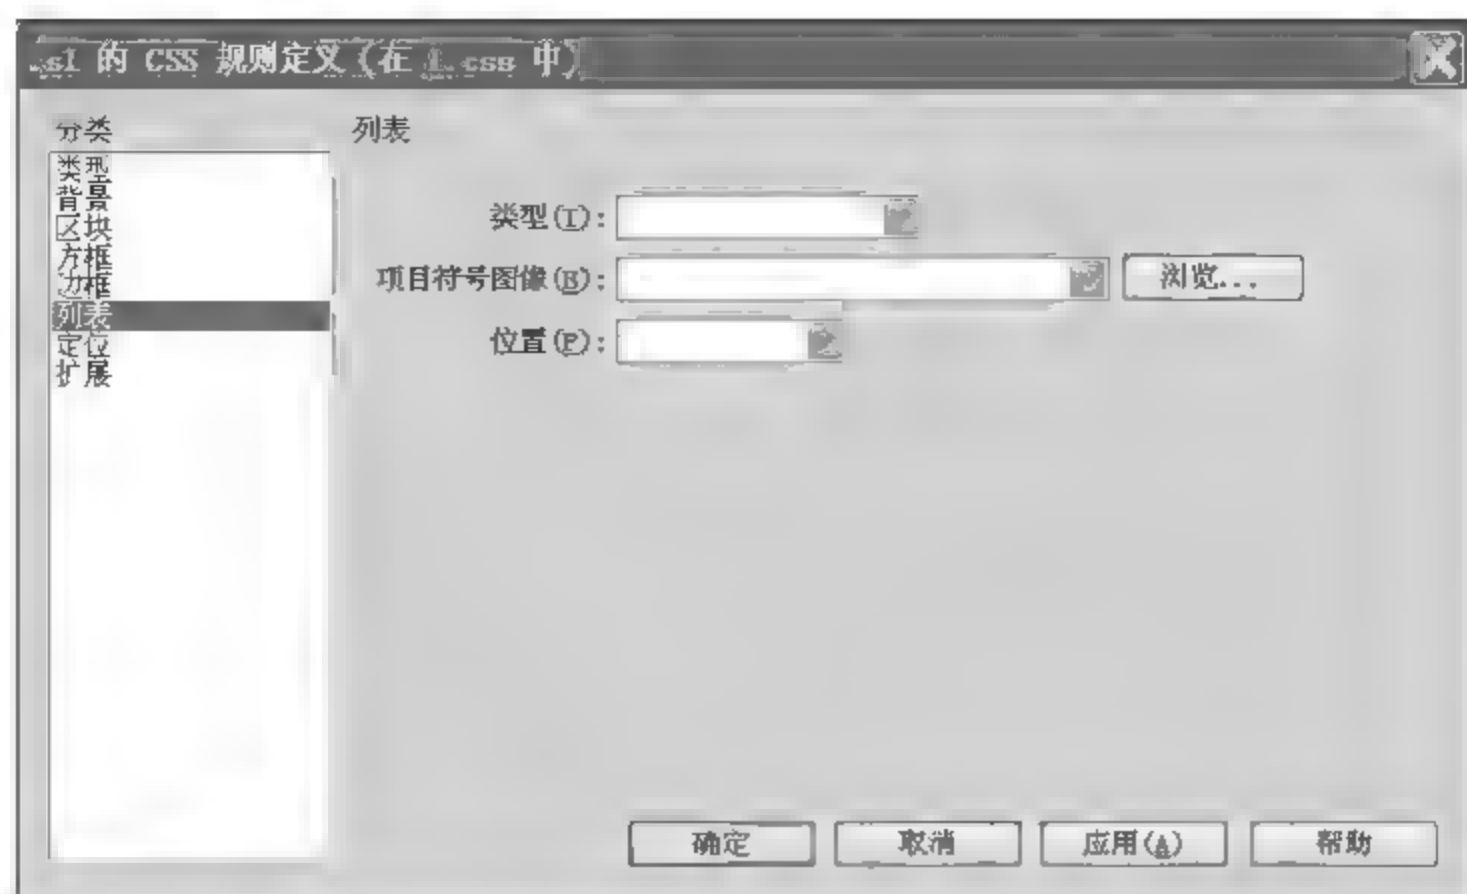 .s1 的 CSS 规则定义(在 1.css 中)
分类
列表
类型
背景
区块
方框
边框
列表
定位
扩展
类型(T):
项目符号图像(B):
浏览...
位置(P):
确定
取消
应用(A)
帮助